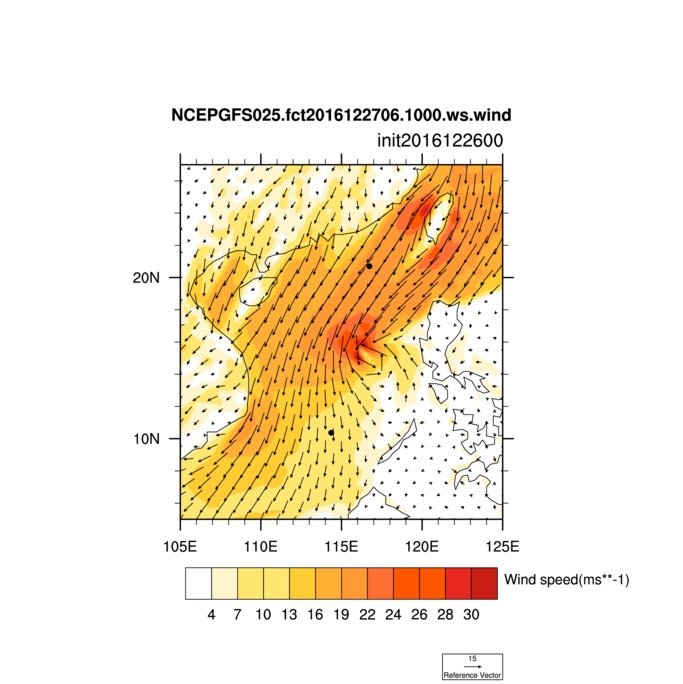 NCEPGFS025.fct2016122706.1000.ws.wind
init2016122600
20N
10N
105E 110E 115E 120E 125E
Wind speed(ms**-1)
4 7 10 13 16 19 22 24 26 28 30
15
Reference Vector